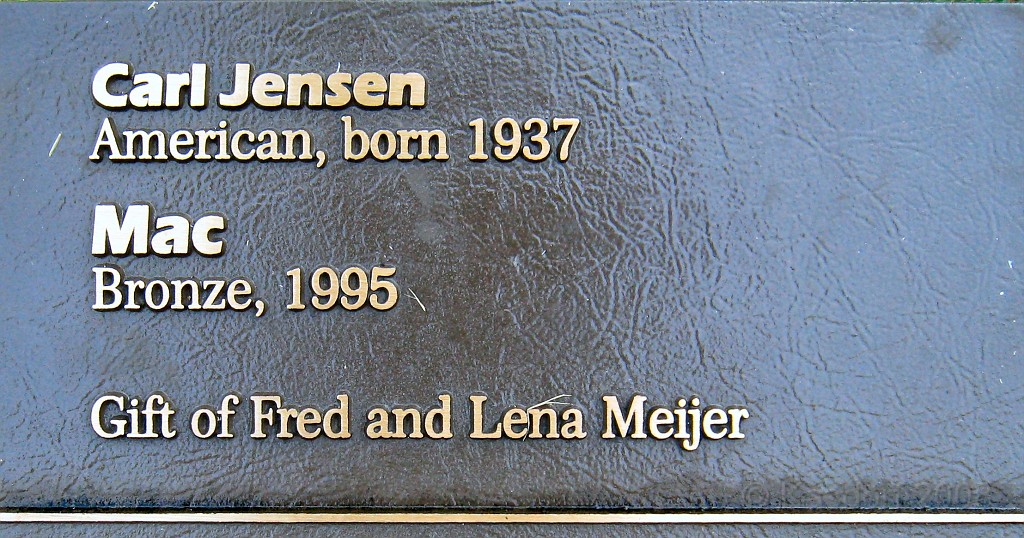 Carl Jensen
American, born 1937
Mac
Bronze, 1995
Gift of Fred and Lena Meijer